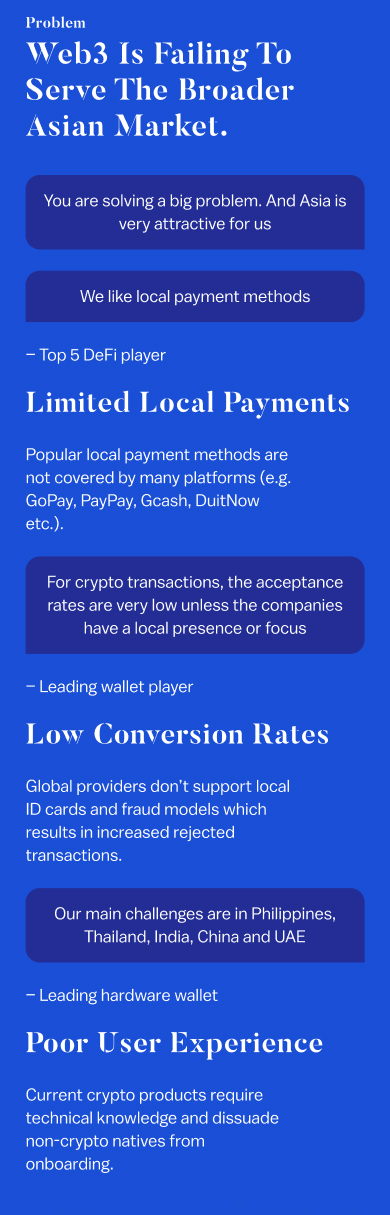 Problem
Web3 Is Failing To
Serve The Broader
Asian Market.
You are solving a big problem. And Asia is
very attractive for us
We like local payment methods
– Top 5 DeFi player
Limited Local Payments
Popular local payment methods are
not covered by many platforms (e.g.
GoPay, PayPay, Gcash, DuitNow
etc.).
For crypto transactions, the acceptance
rates are very low unless the companies
have a local presence or focus
– Leading wallet player
Low Conversion Rates
Global providers don't support local
ID cards and fraud models which
results in increased rejected
transactions.
Our main challenges are in Philippines,
Thailand, India, China and UAE
– Leading hardware wallet
Poor User Experience
Current crypto products require
technical knowledge and dissuade
non-crypto natives from
onboarding.